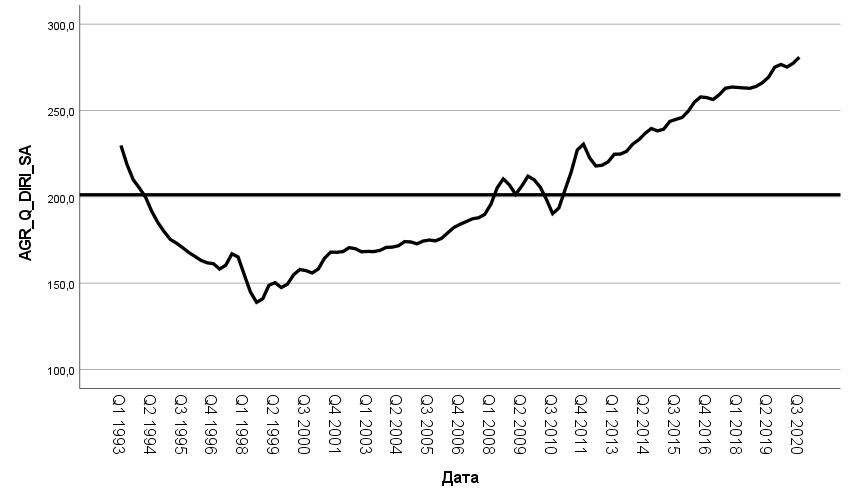 300,0
250,0
200,0
150,0
100,0
AGR_Q_DIRI_SA
Q1 1993
Q2 1994
Q3 1995
Q4 1996
Q1 1998
Q2 1999
Q3 2000
Q4 2001
Q1 2003
Q2 2004
Q3 2005
Q4 2006
Q1 2008
Q2 2009
Q3 2010
Q4 2011
Q1 2013
Q2 2014
Q3 2015
Q4 2016
Q1 2018
Q2 2019
Q3 2020
Дата